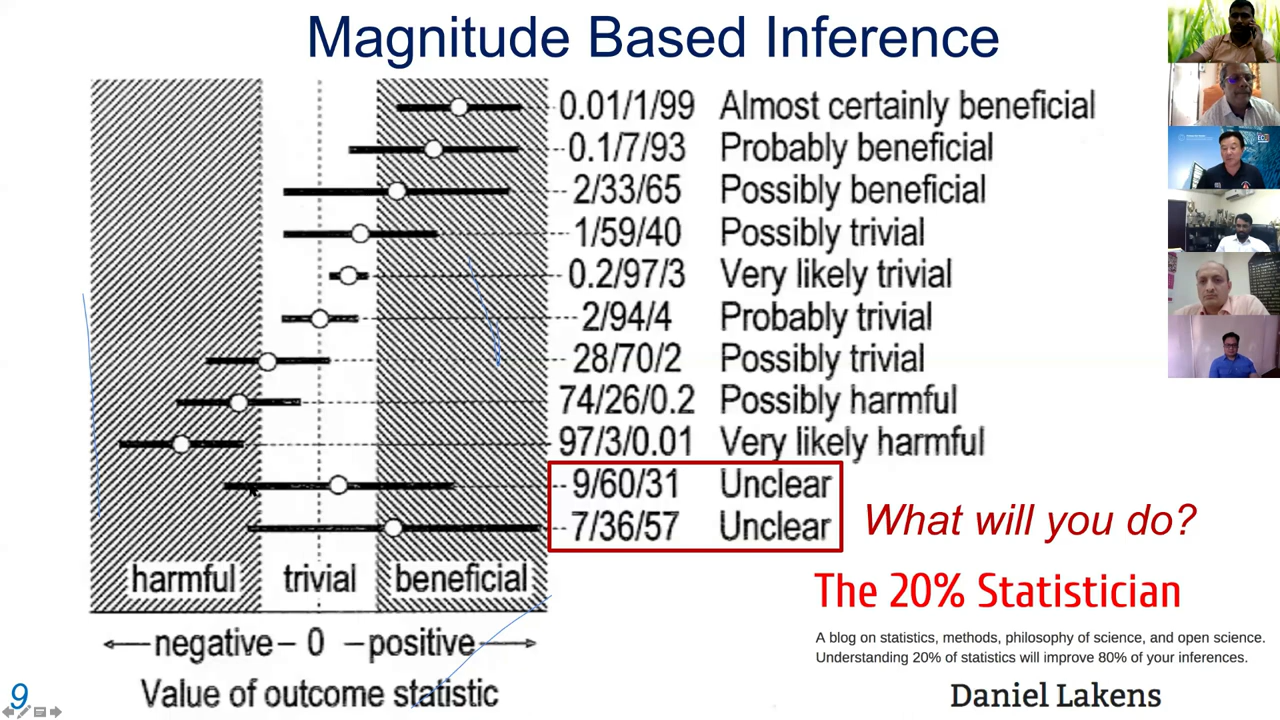 Magnitude Based Inference
0.01/1/99 Almost certainly beneficial
0.1/7/93 Probably beneficial
2/33/65 Possibly beneficial
1/59/40 Possibly trivial
0.2/97/3 Very likely trivial
2/94/4 Probably trivial
28/70/2 Possibly trivial
74/26/0.2 Possibly harmful
97/3/0.01 Very likely harmful
9/60/31 Unclear
7/36/57 Unclear
What will you do?
harmful trivial beneficial
negative – 0 – positive
Value of outcome statistic
The 20% Statistician
A blog on statistics, methods, philosophy of science, and open science.
Understanding 20% of statistics will improve 80% of your inferences.
Daniel Lakens
9